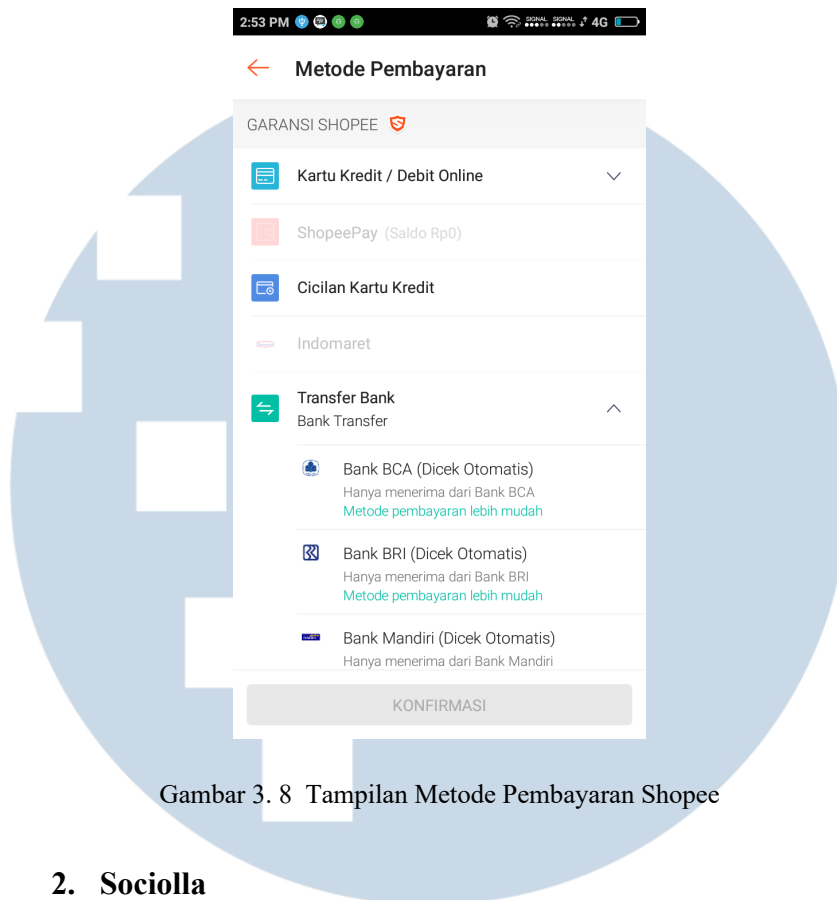 2:53 PM SIGNAL SIGNAL 4G
Metode Pembayaran
GARANSI SHOPEE
Kartu Kredit / Debit Online
ShopeePay (Saldo Rp0)
Cicilan Kartu Kredit
Indomaret
Transfer Bank
Bank Transfer
Bank BCA (Dicek Otomatis)
Hanya menerima dari Bank BCA
Metode pembayaran lebih mudah
Bank BRI (Dicek Otomatis)
Hanya menerima dari Bank BRI
Metode pembayaran lebih mudah
Bank Mandiri (Dicek Otomatis)
Hanya menerima dari Bank Mandiri
KONFIRMASI
Gambar 3. 8 Tampilan Metode Pembayaran Shopee
2. Sociolla